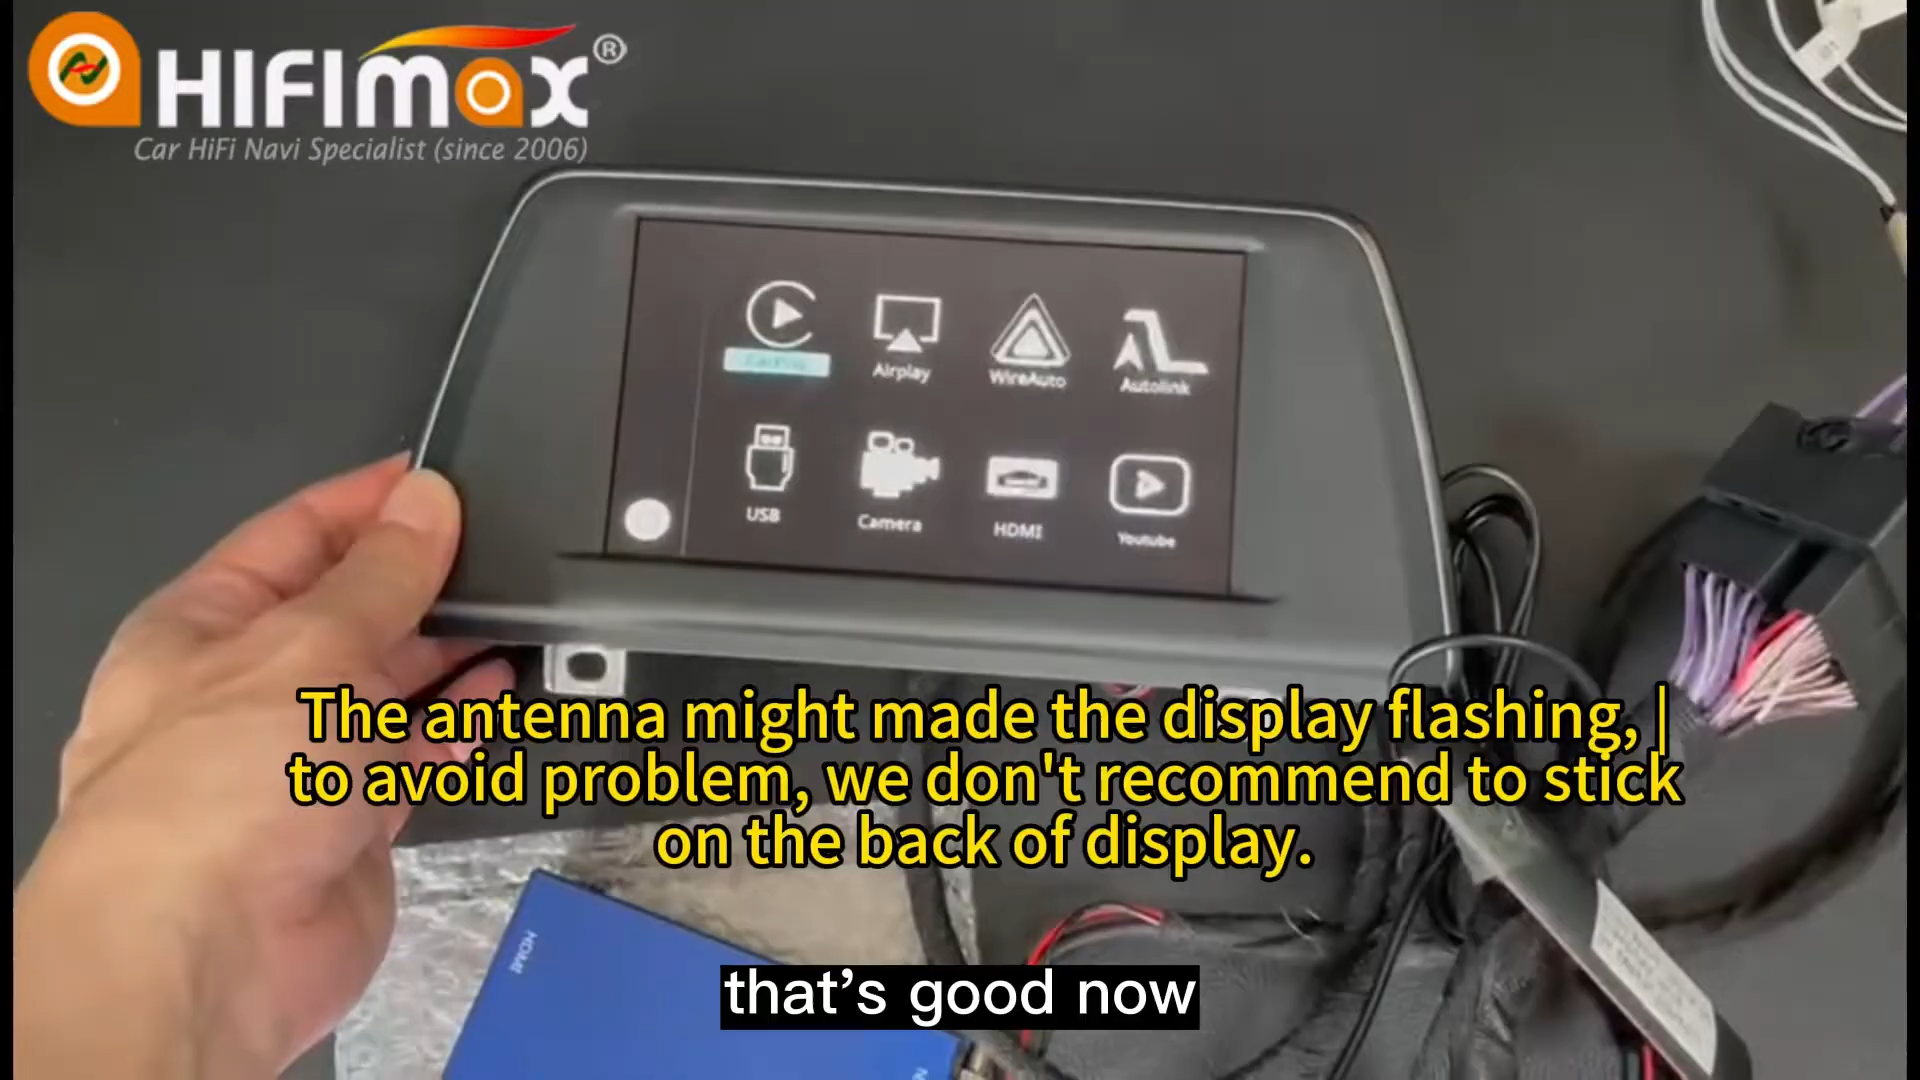 HIFIMAX®
Car HiFi Navi Specialist (since 2006)
Airplay
WireAuto
Autolink
USB
Camera
HDMI
Youtube
The antenna might made the display flashing, |
to avoid problem, we don't recommend to stick
on the back of display.
HDMI
that's good now